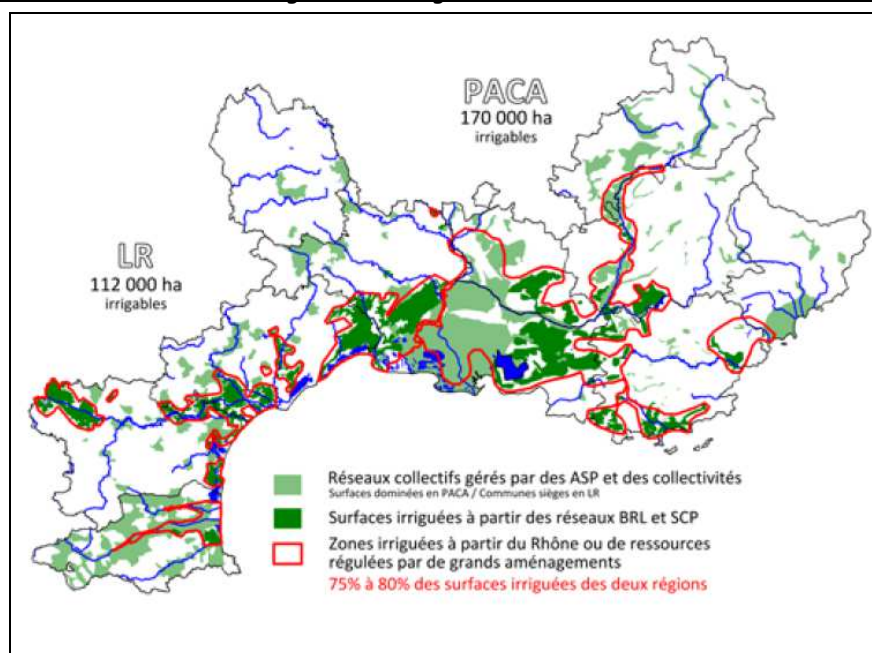 PACA
170 000 ha
irrigables
LR
112 000 ha
irrigables
Réseaux collectifs gérés par des ASP et des collectivités
Surfaces dominées en PACA / Communes sièges en LR
Surfaces irriguées à partir des réseaux BRL et SCP
Zones irriguées à partir du Rhône ou de ressources
régulées par de grands aménagements
75% à 80% des surfaces irriguées des deux régions